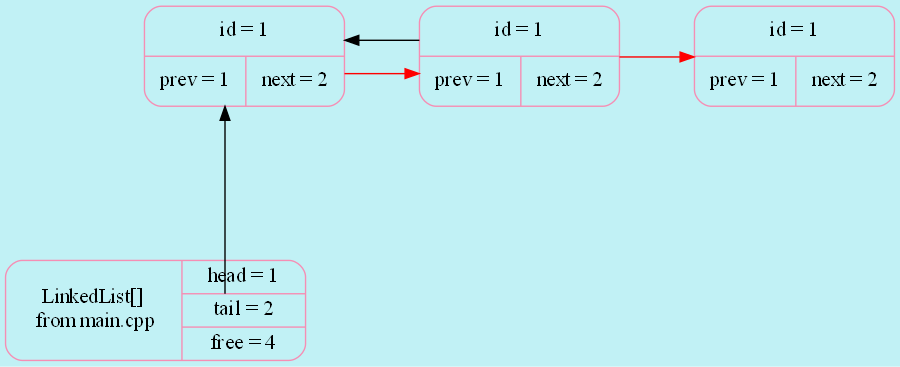 id = 1
prev = 1
next = 2
id = 1
prev = 1
next = 2
id = 1
prev = 1
next = 2
LinkedList[]
from main.cpp
head = 1
tail = 2
free = 4